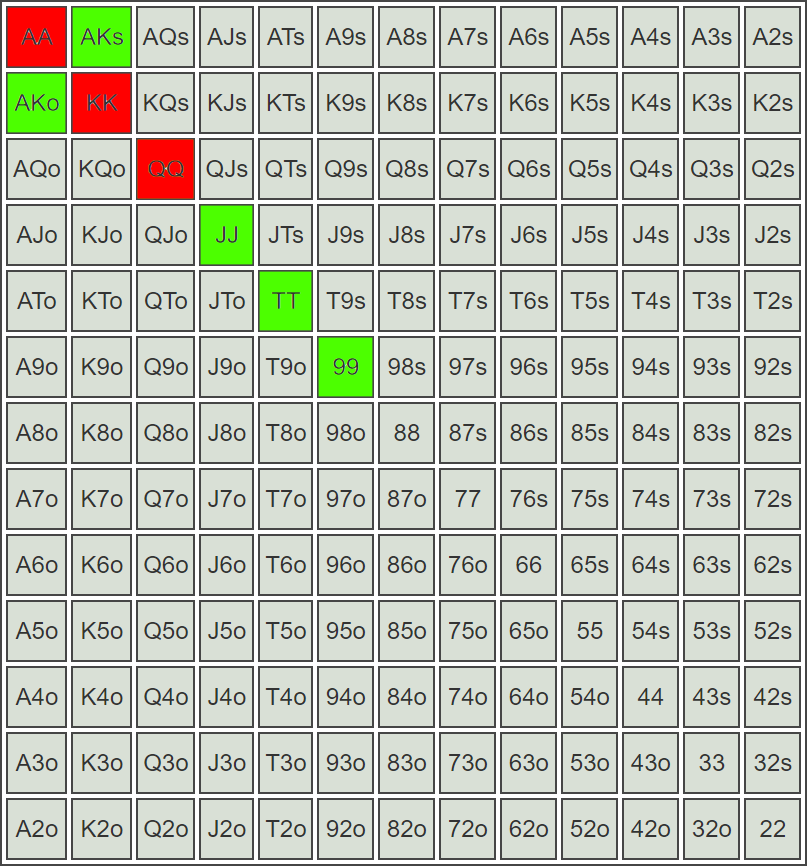 AA AKs AQs AJs ATs A9s A8s A7s A6s A5s A4s A3s A2s
AKo KK KQs KJs KTs K9s K8s K7s K6s K5s K4s K3s K2s
AQo KQo QQ QJs QTs Q9s Q8s Q7s Q6s Q5s Q4s Q3s Q2s
AJo KJo QJo JJ JTs J9s J8s J7s J6s J5s J4s J3s J2s
ATo KTo QTo JTo TT T9s T8s T7s T6s T5s T4s T3s T2s
A9o K9o Q9o J9o T9o 99 98s 97s 96s 95s 94s 93s 92s
A8o K8o Q8o J8o T8o 98o 88 87s 86s 85s 84s 83s 82s
A7o K7o Q7o J7o T7o 97o 87o 77 76s 75s 74s 73s 72s
A6o K6o Q6o J6o T6o 96o 86o 76o 66 65s 64s 63s 62s
A5o K5o Q5o J5o T5o 95o 85o 75o 65o 55 54s 53s 52s
A4o K4o Q4o J4o T4o 94o 84o 74o 64o 54o 44 43s 42s
A3o K3o Q3o J3o T3o 93o 83o 73o 63o 53o 43o 33 32s
A2o K2o Q2o J2o T2o 92o 82o 72o 62o 52o 42o 32o 22